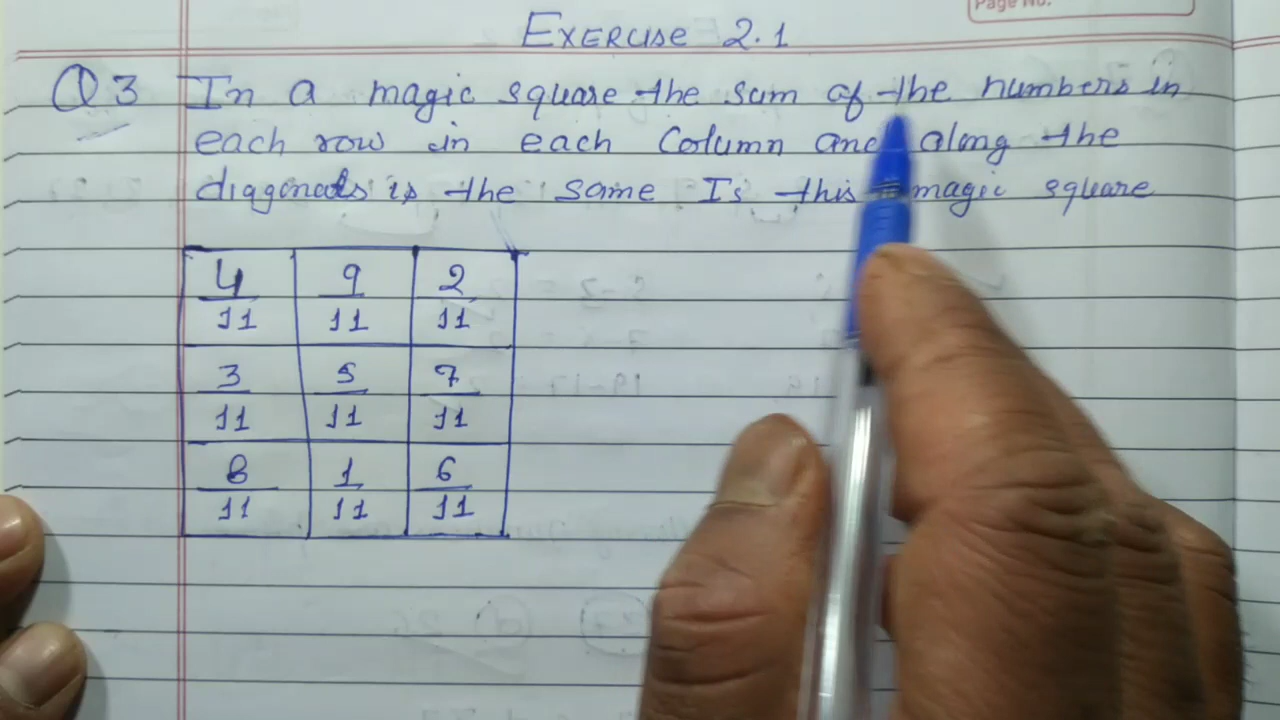 Page No.
EXERCISE 2.1
Q3 In a magic square the sum of the numbers in
each row in each Column and along the
diagonals is the same Is this magic square
4/11 9/11 2/11
3/11 5/11 7/11
8/11 1/11 6/11